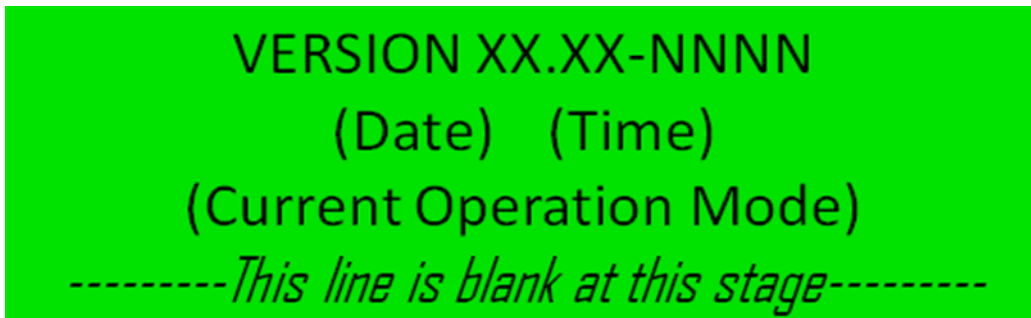 VERSION XX.XX-NNNN
(Date) (Time)
(Current Operation Mode)
---------This line is blank at this stage---------